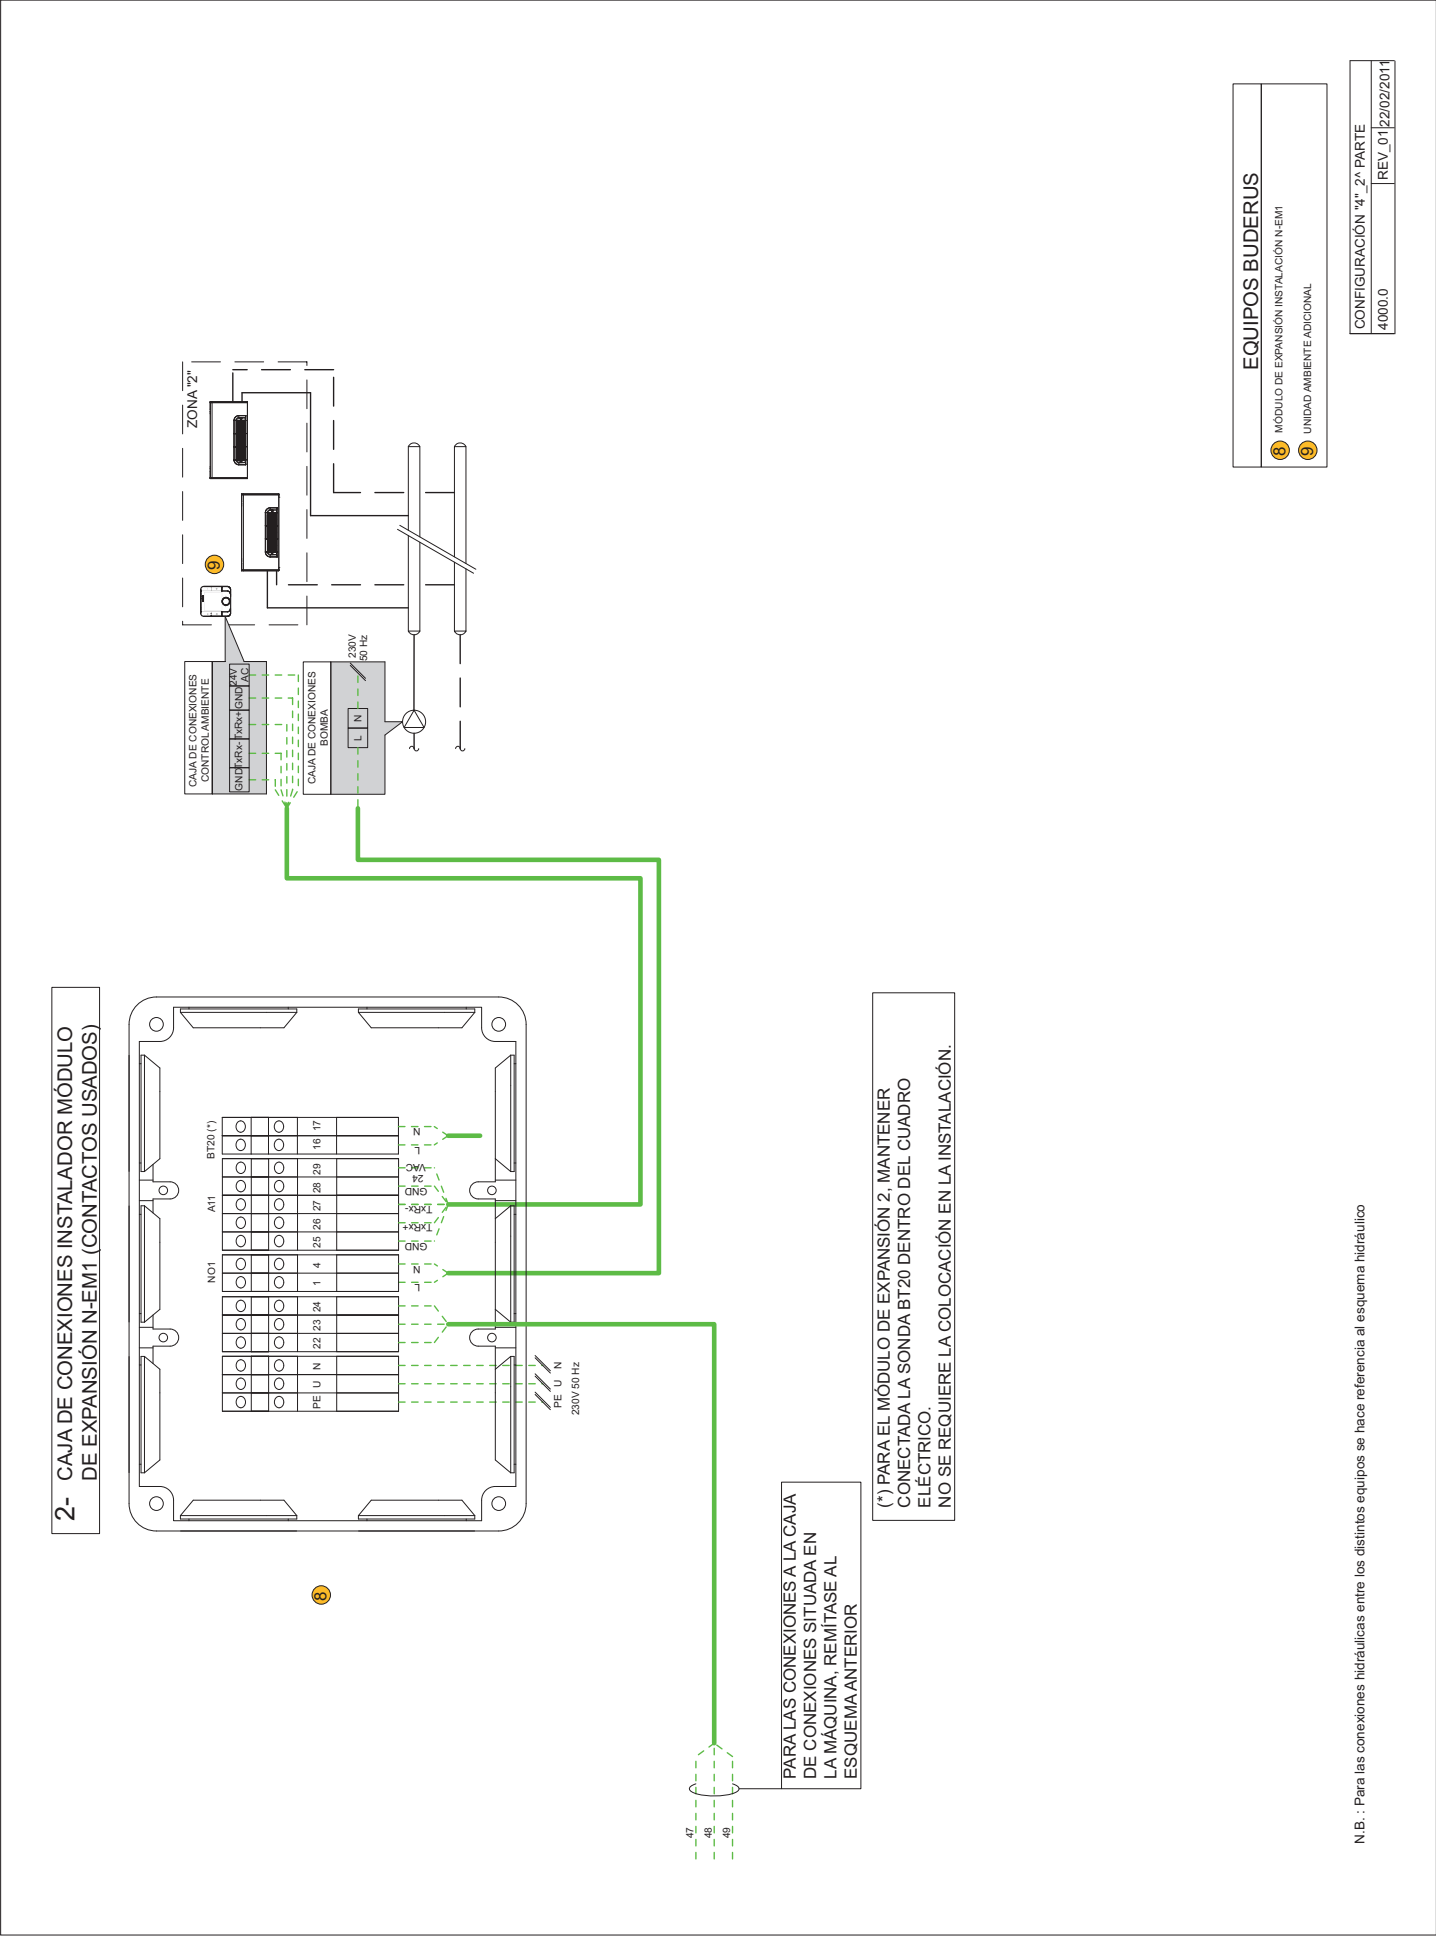 2- CAJA DE CONEXIONES INSTALADOR MÓDULO
DE EXPANSIÓN N-EM1 (CONTACTOS USADOS)
8
BT20 (*)
A11
NO1
PE U N 22 23 24 1 4 25 26 27 28 29 16 17
L N GND TxRx+ TxRx- GND 24 VAC L N
PE U N
230V 50 Hz
CAJA DE CONEXIONES
CONTROL AMBIENTE
GND TxRx- TxRx+ GND 24V AC
CAJA DE CONEXIONES
BOMBA
L N
230V
50 Hz
ZONA "2"
9
47
48
49
PARA LAS CONEXIONES A LA CAJA
DE CONEXIONES SITUADA EN
LA MÁQUINA, REMÍTASE AL
ESQUEMA ANTERIOR
(*) PARA EL MÓDULO DE EXPANSIÓN 2, MANTENER
CONECTADA LA SONDA BT20 DENTRO DEL CUADRO
ELÉCTRICO.
NO SE REQUIERE LA COLOCACIÓN EN LA INSTALACIÓN.
EQUIPOS BUDERUS
8 MÓDULO DE EXPANSIÓN INSTALACIÓN N-EM1
9 UNIDAD AMBIENTE ADICIONAL
CONFIGURACIÓN "4"_2^ PARTE
4000.0 REV_01 22/02/2011
N.B. : Para las conexiones hidráulicas entre los distintos equipos se hace referencia al esquema hidráulico